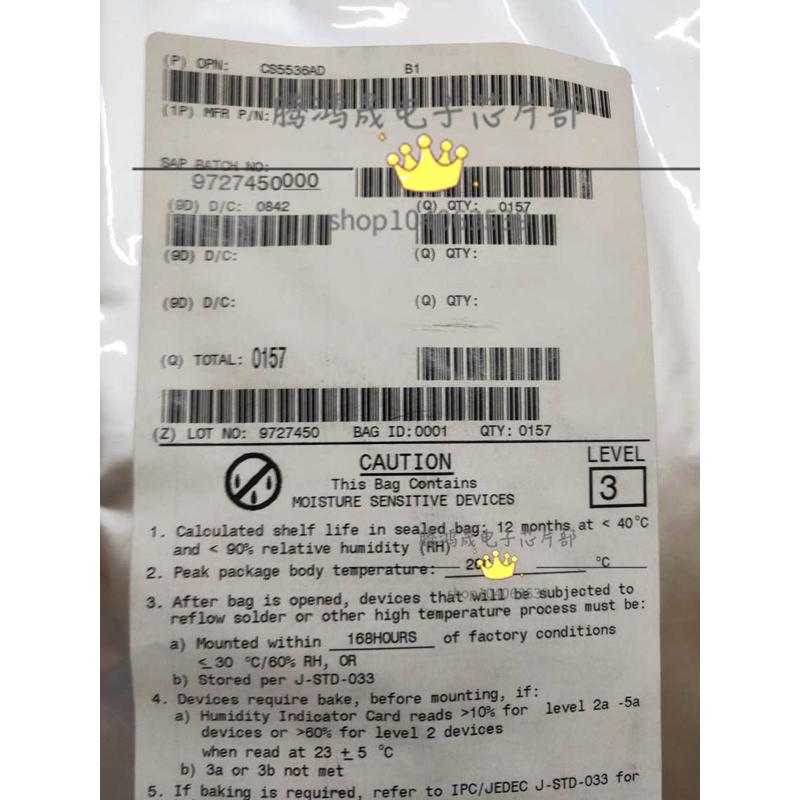 (P) OPN: CS5536AD B1
(1P) MFR P/N:
腾鸿成电子芯片部
SAP BATCH NO:
9727450000
(9D) D/C: 0842 (Q) QTY: 0157
(9D) D/C: (Q) QTY:
(9D) D/C: (Q) QTY:
(Q) TOTAL: 0157
(Z) LOT NO: 9727450 BAG ID:0001 QTY: 0157
CAUTION
This Bag Contains
MOISTURE SENSITIVE DEVICES
LEVEL
3
1. Calculated shelf life in sealed bag: 12 months at < 40°C
and < 90% relative humidity (RH)
腾鸿成电子芯片部
2. Peak package body temperature: °C
3. After bag is opened, devices that will be subjected to
reflow solder or other high temperature process must be:
a) Mounted within 168HOURS of factory conditions
≤ 30 °C/60% RH, OR
b) Stored per J-STD-033
4. Devices require bake, before mounting, if:
a) Humidity Indicator Card reads >10% for level 2a -5a
devices or >60% for level 2 devices
when read at 23 ± 5 °C
b) 3a or 3b not met
5. If baking is required, refer to IPC/JEDEC J-STD-033 for